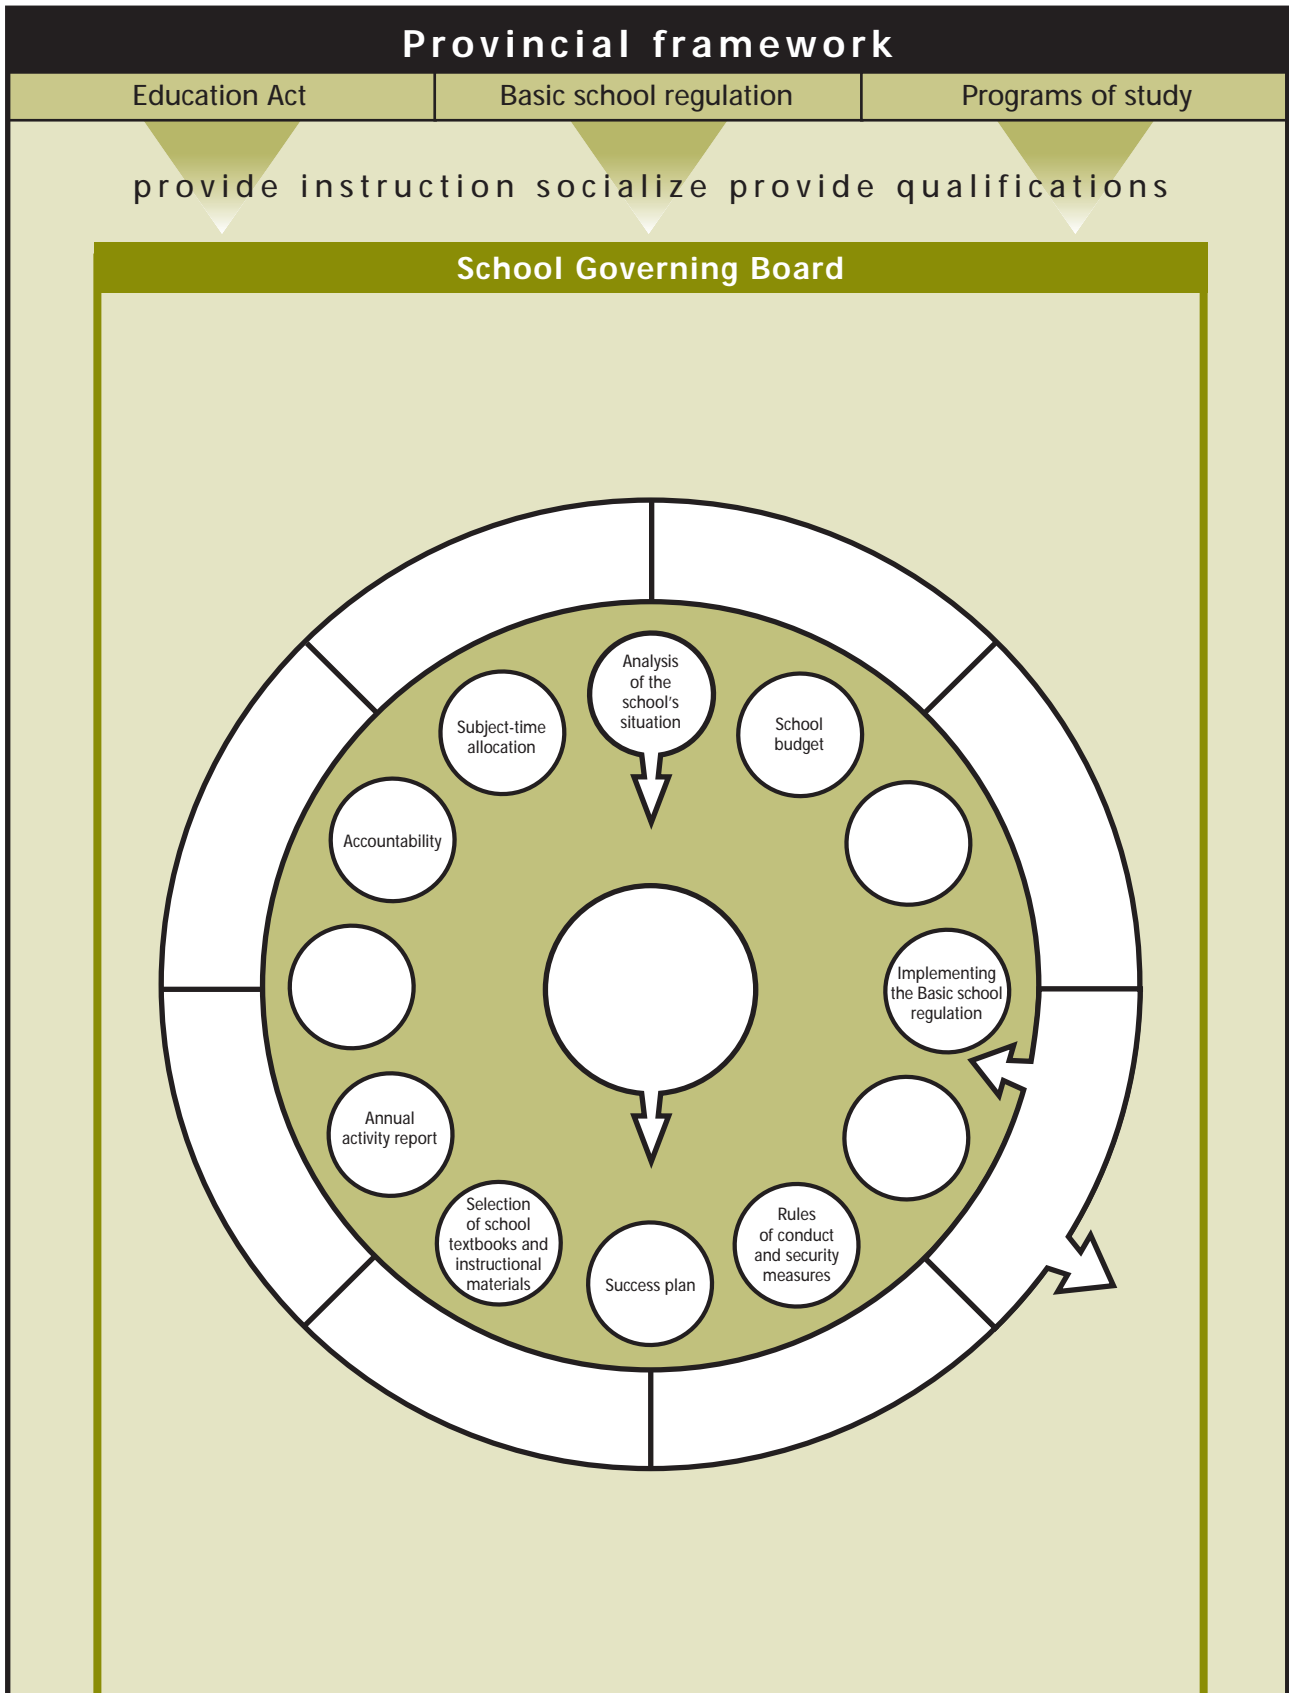 Provincial framework
Education Act
Basic school regulation
Programs of study
provide instruction socialize provide qualifications
School Governing Board
Analysis
of the
school's
situation
Subject-time
allocation
School
budget
Accountability
Implementing
the Basic school
regulation
Annual
activity report
Selection
of school
textbooks and
instructional
materials
Success plan
Rules
of conduct
and security
measures